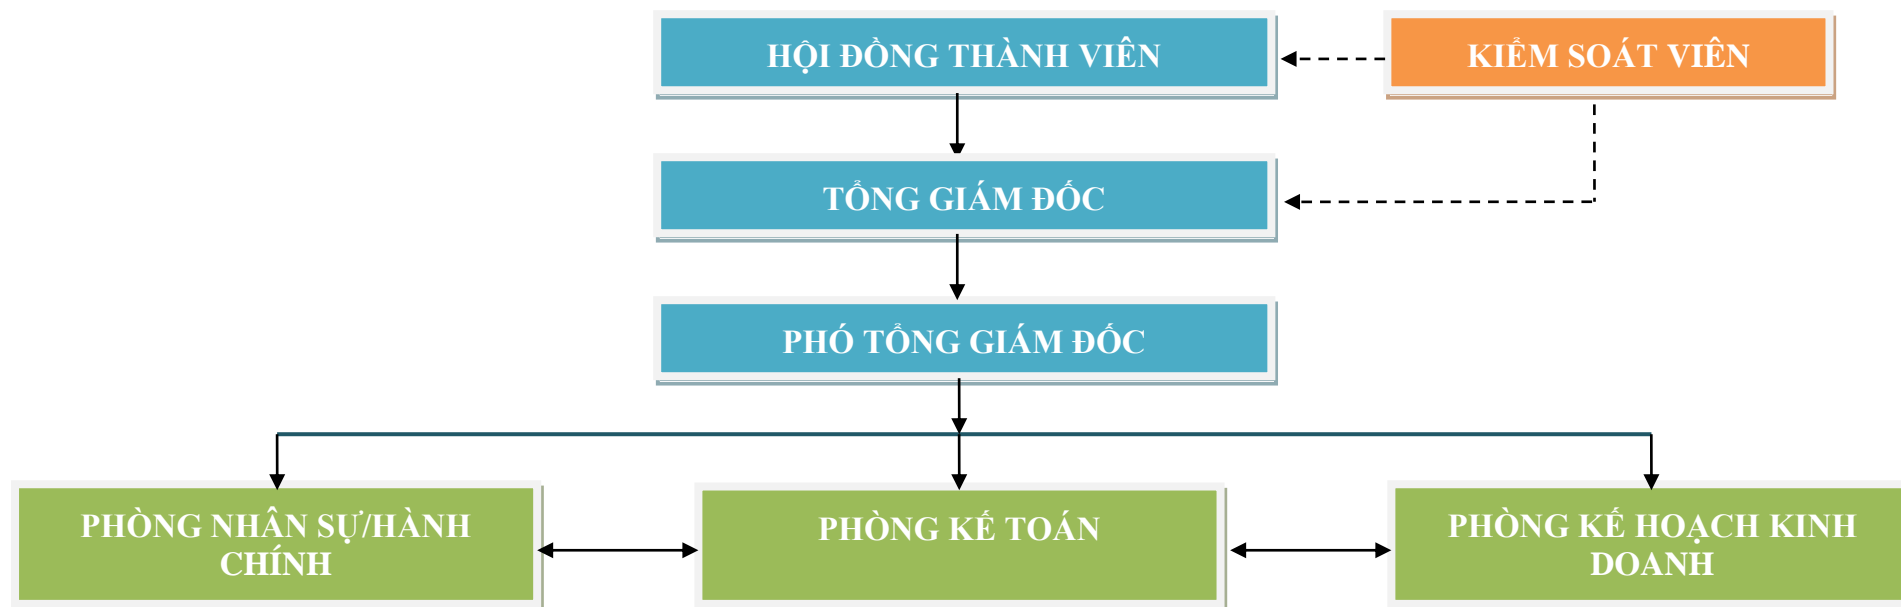 HỘI ĐỒNG THÀNH VIÊN
KIỂM SOÁT VIÊN
TỔNG GIÁM ĐỐC
PHÓ TỔNG GIÁM ĐỐC
PHÒNG NHÂN SỰ/HÀNH
CHÍNH
PHÒNG KẾ TOÁN
PHÒNG KẾ HOẠCH KINH
DOANH